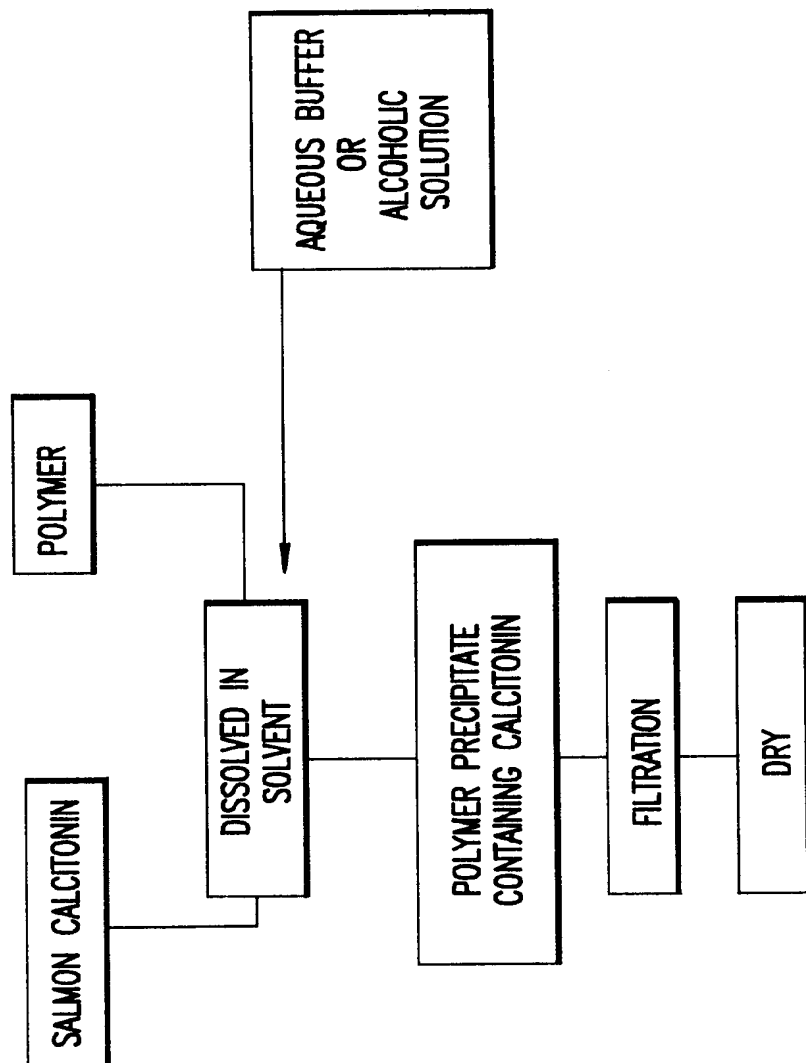 SALMON CALCITONIN
POLYMER
DISSOLVED IN
SOLVENT
AQUEOUS BUFFER
OR
ALCOHOLIC
SOLUTION
POLYMER PRECIPITATE
CONTAINING CALCITONIN
FILTRATION
DRY